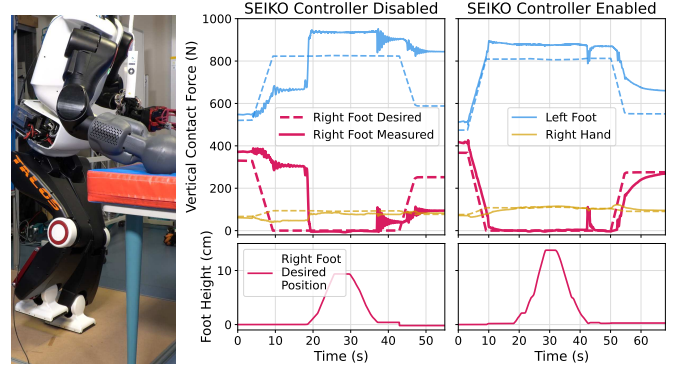 TALOS
SEIKO Controller Disabled
SEIKO Controller Enabled
Vertical Contact Force (N)
1000
800
600
400
200
0
Right Foot Desired
Right Foot Measured
Left Foot
Right Hand
Foot Height (cm)
10
0
Right Foot
Desired
Position
0 10 20 30 40 50
0 10 20 30 40 50 60
Time (s)
Time (s)